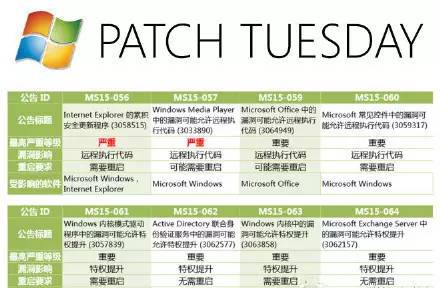 PATCH TUESDAY
公告 ID MS15-056 MS15-057 MS15-059 MS15-060
公告标题 Internet Explorer 的累积安全更新程序 (3058515) Windows Media Player 中的漏洞可能允许远程执行代码 (3033890) Microsoft Office 中的漏洞可能允许远程执行代码 (3064949) Microsoft 常见控件中的漏洞可能允许远程执行代码 (3059317)
最高严重等级 严重 严重 重要 重要
漏洞影响 远程执行代码 远程执行代码 远程执行代码 远程执行代码
重启要求 需要重启 可能需要重启 可能需要重启 可能需要重启
受影响的软件 Microsoft Windows, Internet Explorer Microsoft Windows Microsoft Office Microsoft Windows
公告 ID MS15-061 MS15-062 MS15-063 MS15-064
公告标题 Windows 内核模式驱动程序中的漏洞可能允许特权提升 (3057839) Active Directory 联合身份验证服务中的漏洞可能允许特权提升 (3062577) Windows 内核中的漏洞可能允许特权提升 (3063858) Microsoft Exchange Server 中的漏洞可能允许特权提升 (3062157)
最高严重等级 重要 重要 重要 重要
漏洞影响 特权提升 特权提升 特权提升 特权提升
重启要求 需要重启 无需重启 需要重启 无需重启